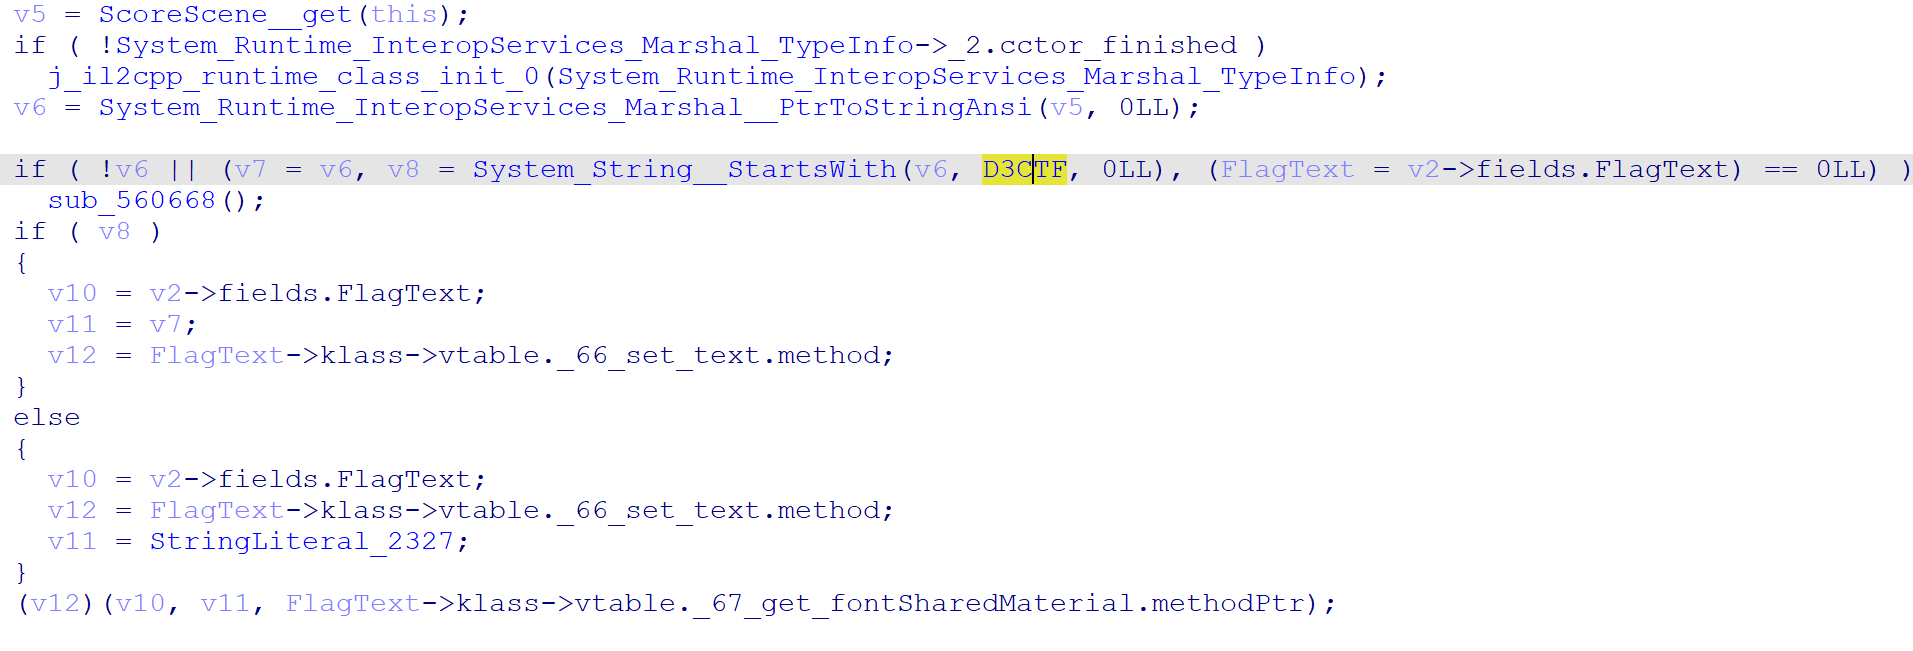 v5 = ScoreScene__get(this);
if ( !System_Runtime_InteropServices_Marshal_TypeInfo->_2.cctor_finished )
  j_il2cpp_runtime_class_init_0(System_Runtime_InteropServices_Marshal_TypeInfo);
v6 = System_Runtime_InteropServices_Marshal__PtrToStringAnsi(v5, 0LL);
if ( !v6 || (v7 = v6, v8 = System_String__StartsWith(v6, D3CTF, 0LL), (FlagText = v2->fields.FlagText) == 0LL) )
  sub_560668();
if ( v8 )
{
  v10 = v2->fields.FlagText;
  v11 = v7;
  v12 = FlagText->klass->vtable._66_set_text.method;
}
else
{
  v10 = v2->fields.FlagText;
  v12 = FlagText->klass->vtable._66_set_text.method;
  v11 = StringLiteral_2327;
}
(v12)(v10, v11, FlagText->klass->vtable._67_get_fontSharedMaterial.methodPtr);